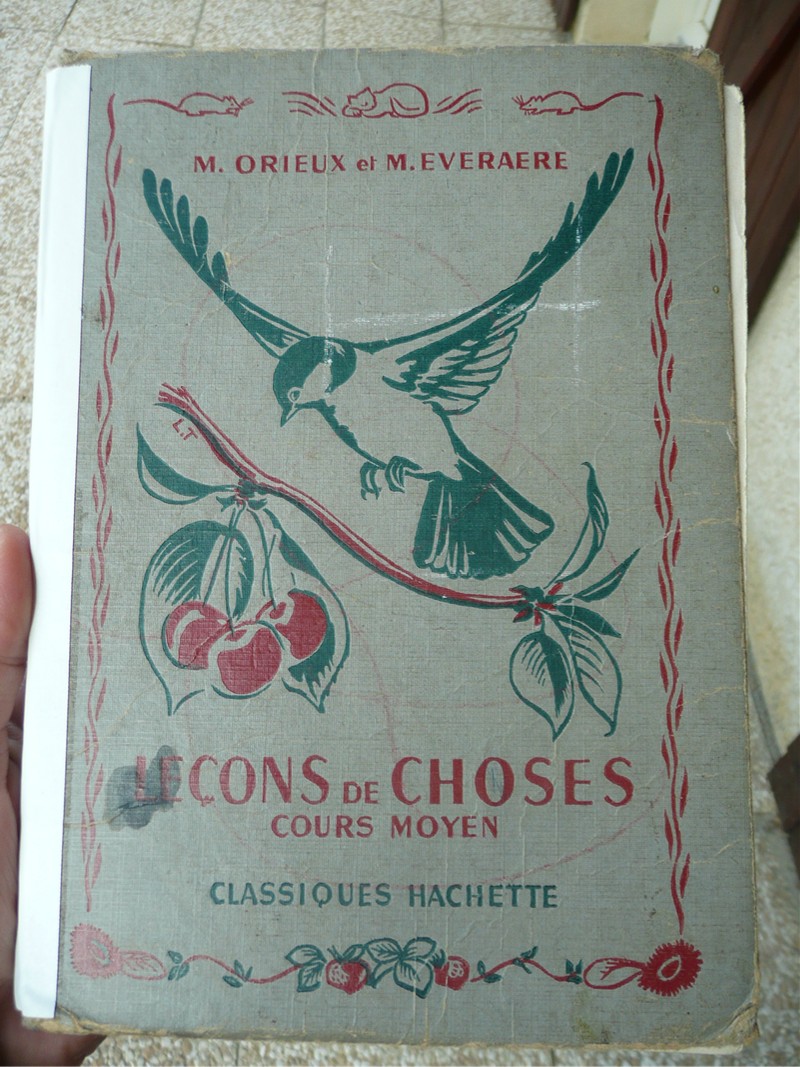 M. ORIEUX et M. EVERAERE
L.T
LEÇONS DE CHOSES
COURS MOYEN
CLASSIQUES HACHETTE